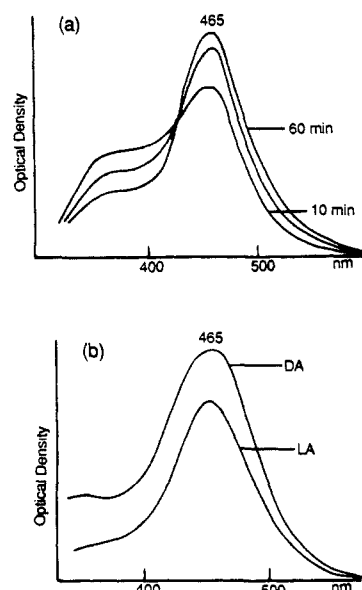 (a)
465
Optical Density
60 min
10 min
400
500
nm
(b)
465
Optical Density
DA
LA
400
500
nm